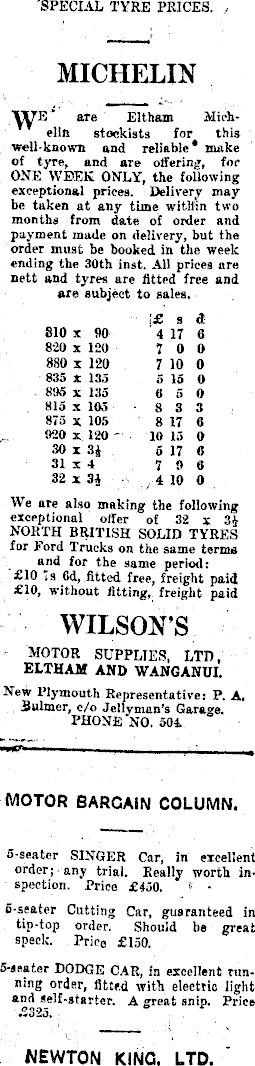 SPECIAL TYRE PRICES.
MICHELIN
WE are Eltham Mich-
elin stockists for this
well-known and reliable make
of tyre, and are offering, for
ONE WEEK ONLY, the following
exceptional prices. Delivery may
be taken at any time within two
months from date of order and
payment made on delivery, but the
order must be booked in the week
ending the 30th inst. All prices are
nett and tyres are fitted free and
are subject to sales.
£ s d
810 x 90 4 17 6
820 x 120 7 0 0
880 x 120 7 10 0
835 x 135 5 15 0
895 x 135 6 5 0
815 x 105 8 3 3
875 x 105 8 17 6
920 x 120 10 15 0
30 x 3½ 5 17 6
31 x 4 7 9 6
32 x 3½ 4 10 0
We are also making the following
exceptional offer of 32 x 3½
NORTH BRITISH SOLID TYRES
for Ford Trucks on the same terms
and for the same period:
£10 7s 6d, fitted free, freight paid
£10, without fitting, freight paid
WILSON'S
MOTOR SUPPLIES, LTD,
ELTHAM AND WANGANUI.
New Plymouth Representative: P. A.
Bulmer, c/o Jellyman's Garage.
PHONE NO. 504.
MOTOR BARGAIN COLUMN.
5-seater SINGER Car, in excellent
order; any trial. Really worth in-
spection. Price £450.
5-seater Cutting Car, guaranteed in
tip-top order. Should be great
speck. Price £150.
5-seater DODGE CAR, in excellent run-
ning order, fitted with electric light
and self-starter. A great snip. Price
£325.
NEWTON KING, LTD.